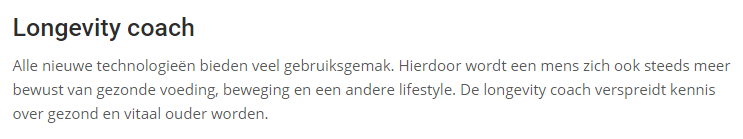 Longevity coach
Alle nieuwe technologieën bieden veel gebruiksgemak. Hierdoor wordt een mens zich ook steeds meer
bewust van gezonde voeding, beweging en een andere lifestyle. De longevity coach verspreidt kennis
over gezond en vitaal ouder worden.